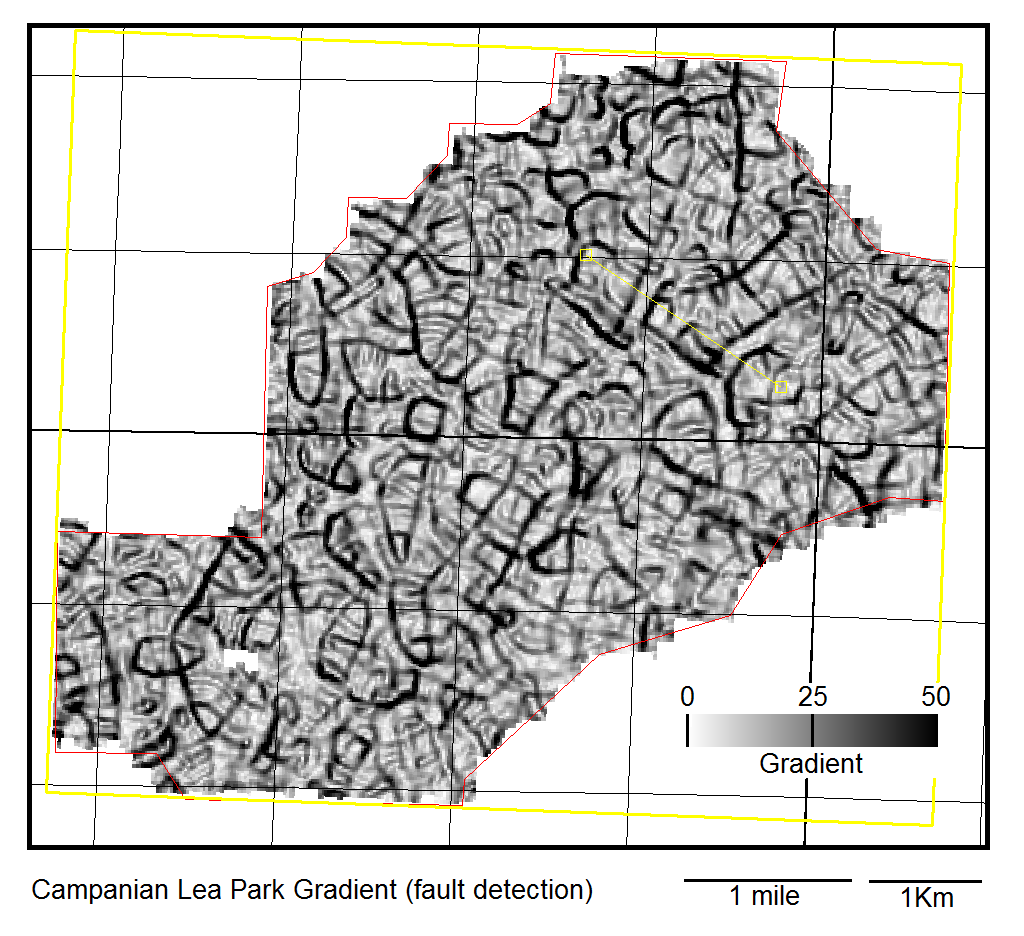 0 25 50
Gradient
Campanian Lea Park Gradient (fault detection)
1 mile
1Km